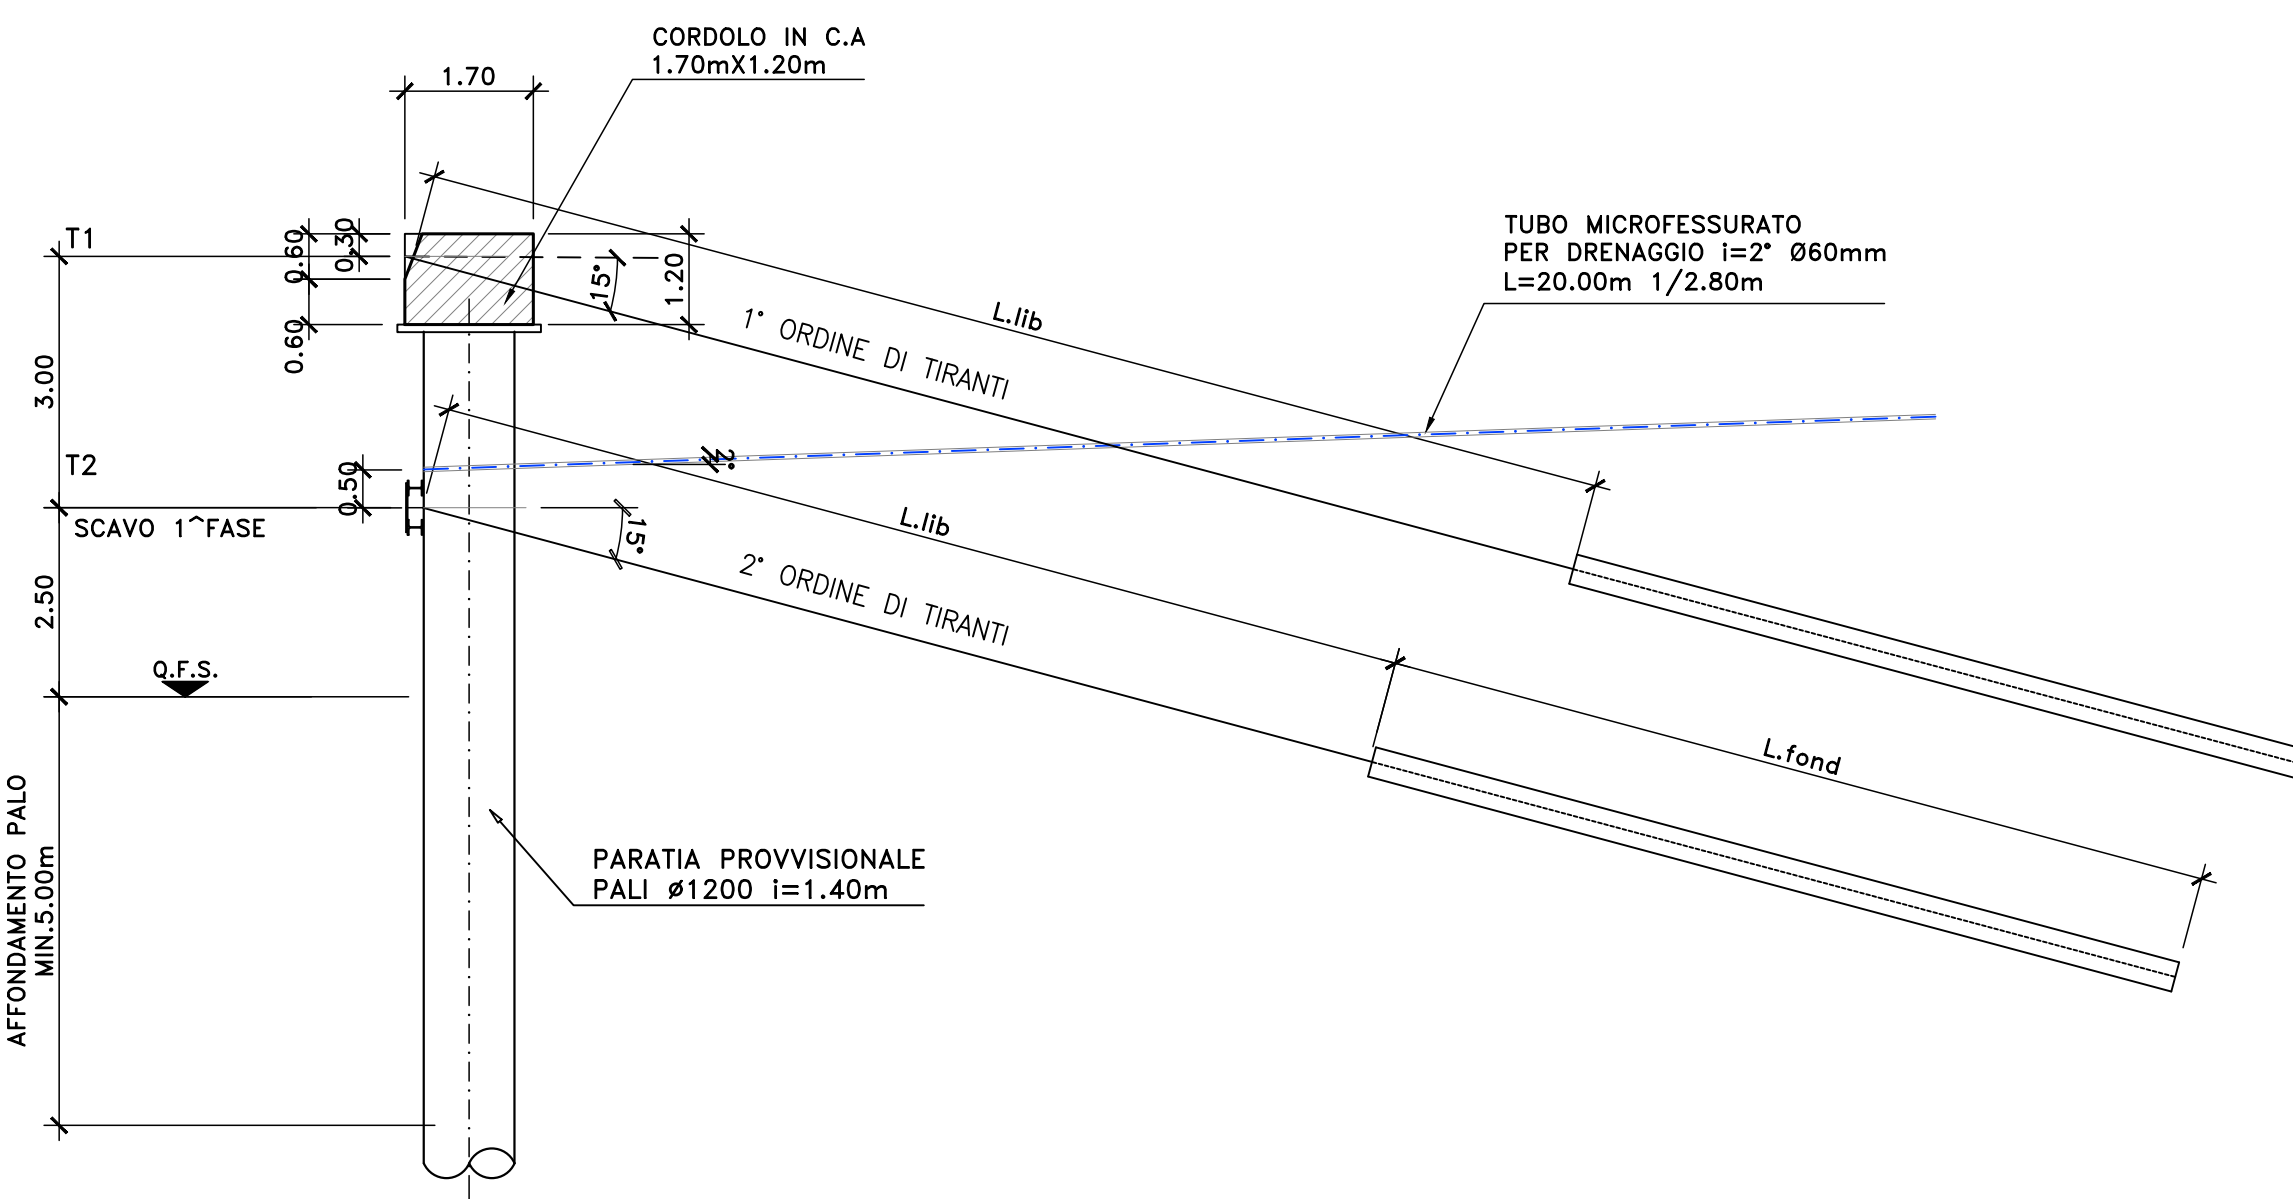 CORDOLO IN C.A
1.70mX1.20m
1.70
TUBO MICROFESSURATO
PER DRENAGGIO i=2° Ø60mm
L=20.00m 1/2.80m
T1
0.60
0.30
15°
1.20
L.lib
1° ORDINE DI TIRANTI
0.60
3.00
T2
0.50
2°
SCAVO 1^FASE
15°
L.lib
2° ORDINE DI TIRANTI
2.50
Q.F.S.
L.fond
AFFONDAMENTO PALO
MIN.5.00m
PARATIA PROVVISIONALE
PALI ø1200 i=1.40m